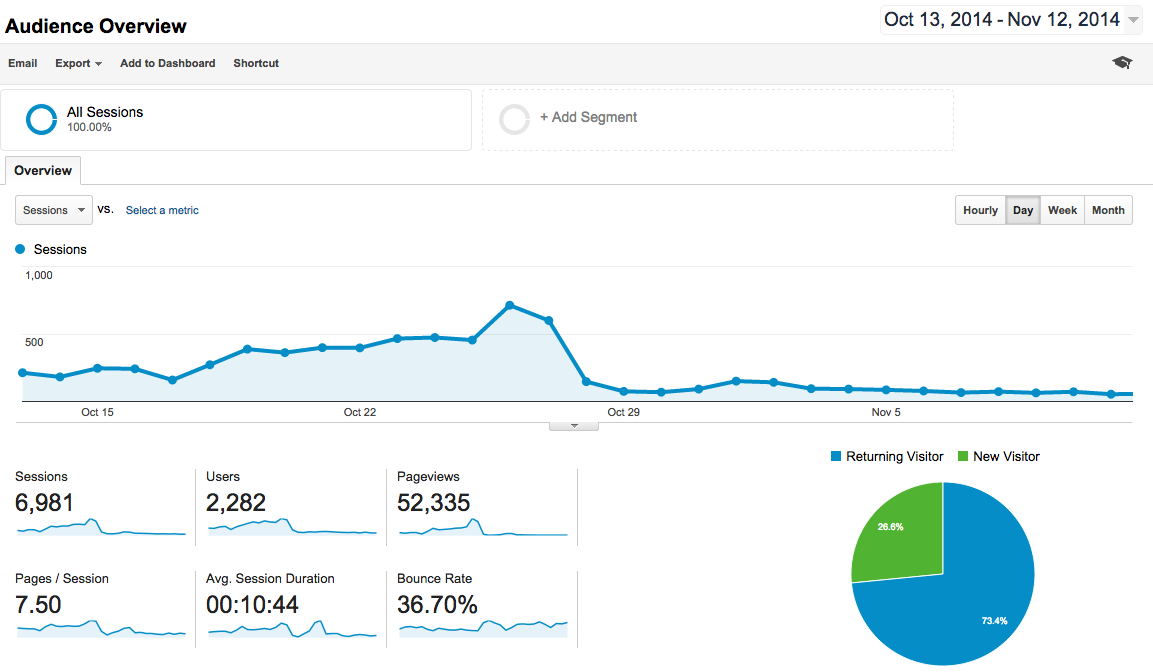 Audience Overview
Oct 13, 2014 - Nov 12, 2014
Email Export Add to Dashboard Shortcut
All Sessions
100.00%
+ Add Segment
Overview
Sessions VS. Select a metric
Hourly Day Week Month
Sessions
1,000
500
Oct 15 Oct 22 Oct 29 Nov 5
Returning Visitor New Visitor
Sessions Users Pageviews
6,981 2,282 52,335
26.6%
Pages / Session Avg. Session Duration Bounce Rate
7.50 00:10:44 36.70%
73.4%